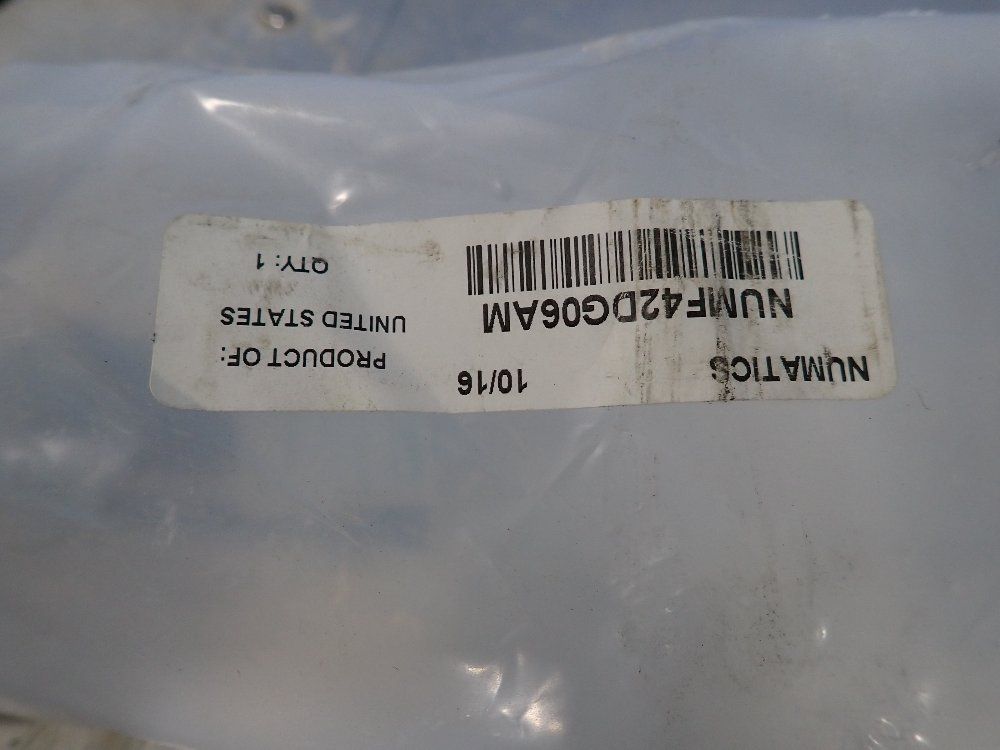 NUMATICS 10/16 PRODUCT OF:
NUMF42DG06AM UNITED STATES
QTY: 1